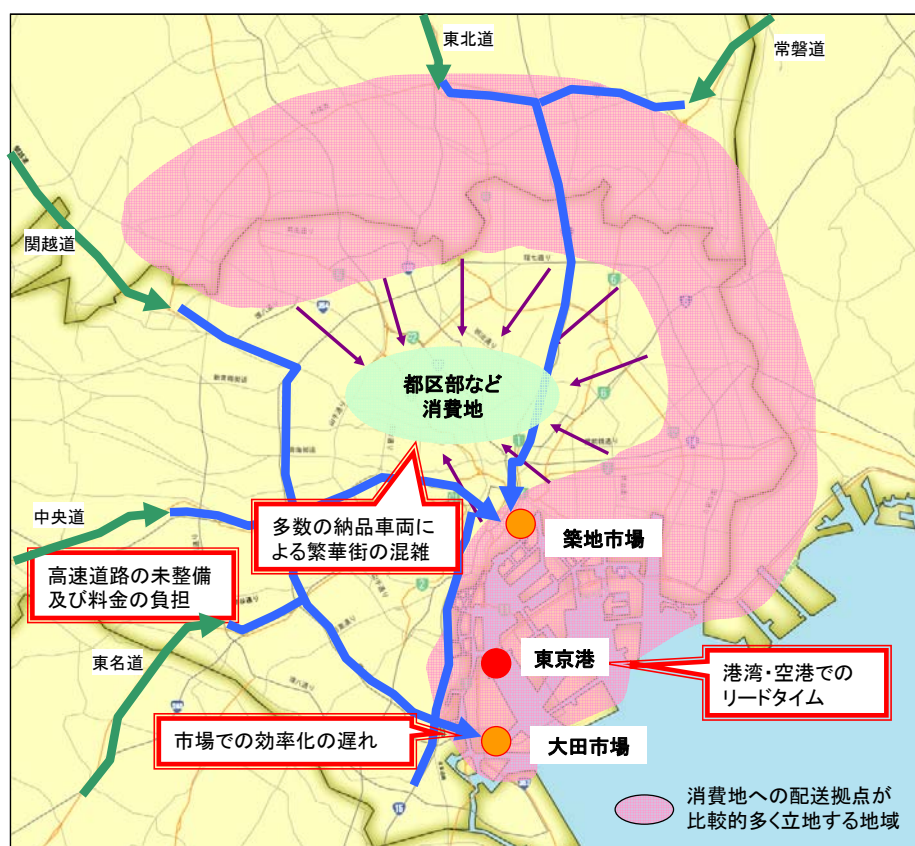 東北道
常磐道
関越道
都区部など
消費地
多数の納品車両に
よる繁華街の混雑
中央道
築地市場
高速道路の未整備
及び料金の負担
東名道
東京港
港湾・空港での
リードタイム
市場での効率化の遅れ
大田市場
15
消費地への配送拠点が
比較的多く立地する地域